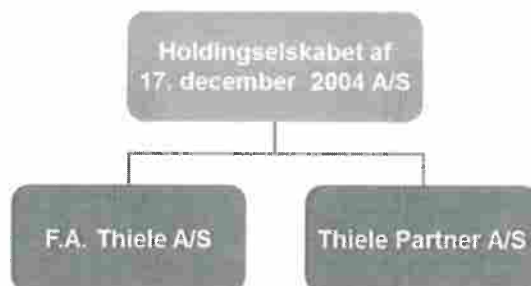 Holdingselskabet af
17. december 2004 A/S
F.A. Thiele A/S
Thiele Partner A/S